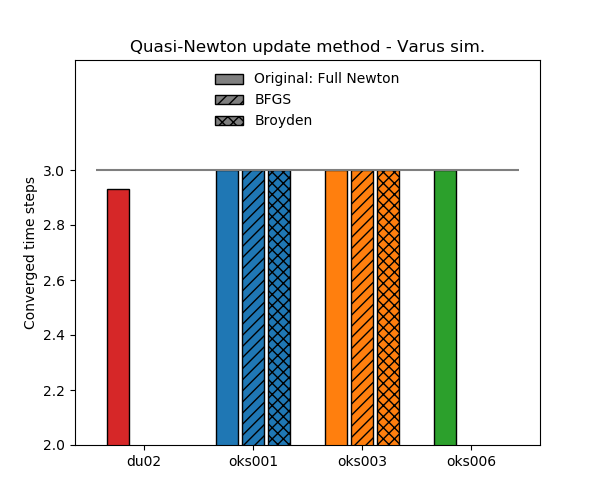 Quasi-Newton update method - Varus sim.
Original: Full Newton
BFGS
Broyden
Converged time steps
3.0
2.8
2.6
2.4
2.2
2.0
du02 oks001 oks003 oks006